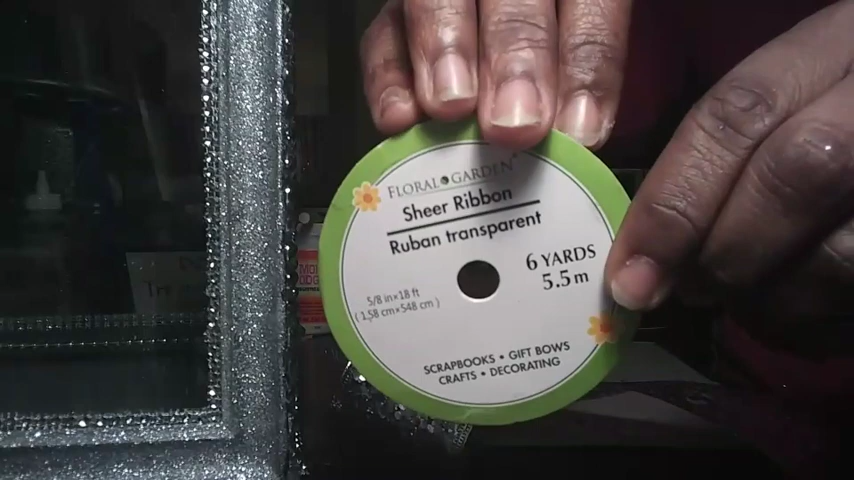 FLORAL GARDEN®
Sheer Ribbon
Ruban transparent
6 YARDS
5.5 m
5/8 in×18 ft
(1,58 cm×548 cm)
SCRAPBOOKS • GIFT BOWS
CRAFTS • DECORATING